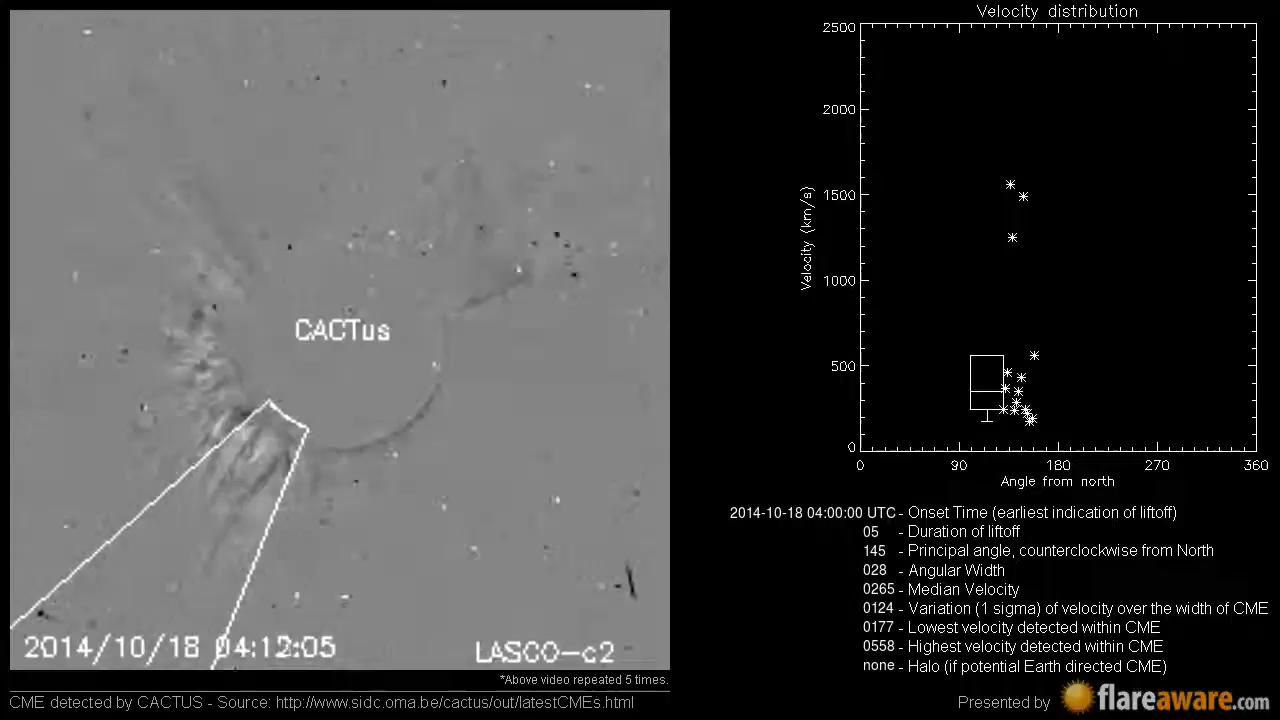 Velocity distribution
2500
2000
1500
1000
500
0
Velocity (km/s)
0 90 180 270 360
Angle from north
CACTus
2014/10/18 04:12:05
LASCO-c2
*Above video repeated 5 times.
2014-10-18 04:00:00 UTC - Onset Time (earliest indication of liftoff)
05 - Duration of liftoff
145 - Principal angle, counterclockwise from North
028 - Angular Width
0265 - Median Velocity
0124 - Variation (1 sigma) of velocity over the width of CME
0177 - Lowest velocity detected within CME
0558 - Highest velocity detected within CME
none - Halo (if potential Earth directed CME)
CME detected by CACTUS - Source: http://www.sidc.oma.be/cactus/out/latestCMEs.html
Presented by flareaware.com